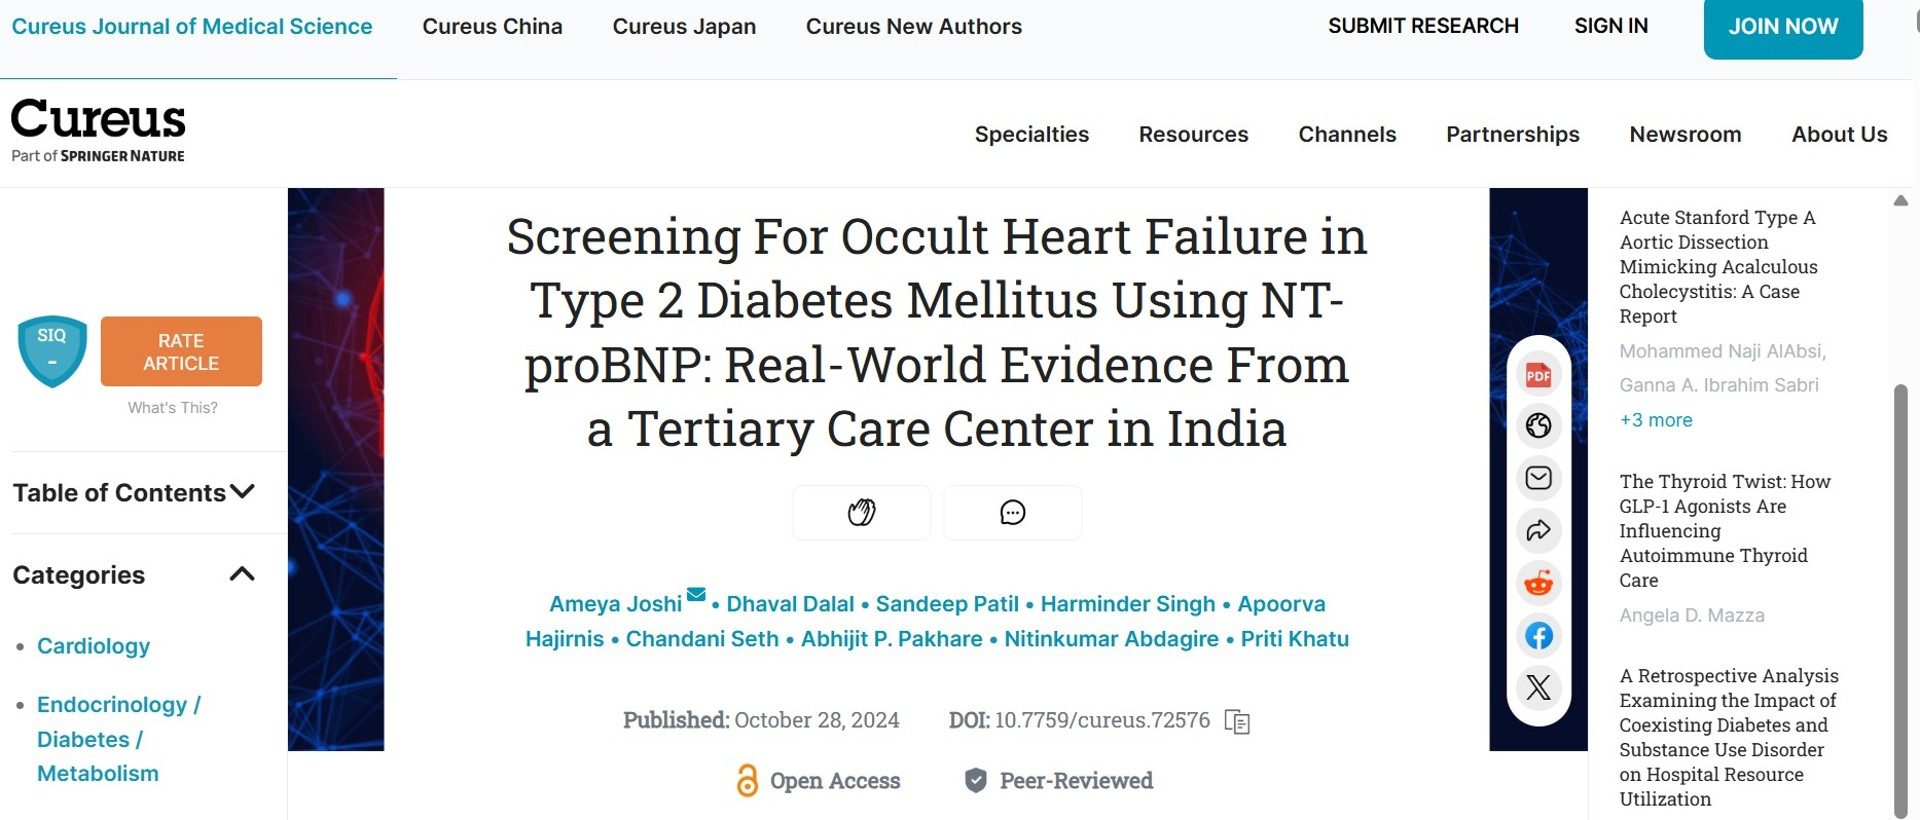 Cureus Journal of Medical Science
Cureus China
Cureus Japan
Cureus New Authors
SUBMIT RESEARCH
SIGN IN
JOIN NOW
Cureus
Part of SPRINGER NATURE
Specialties
Resources
Channels
Partnerships
Newsroom
About Us
SIQ
-
RATE
ARTICLE
What's This?
Table of Contents
Categories
• Cardiology
• Endocrinology /
Diabetes /
Metabolism
Screening For Occult Heart Failure in
Type 2 Diabetes Mellitus Using NT-
proBNP: Real-World Evidence From
a Tertiary Care Center in India
Ameya Joshi • Dhaval Dalal • Sandeep Patil • Harminder Singh • Apoorva
Hajirnis • Chandani Seth • Abhijit P. Pakhare • Nitinkumar Abdagire • Priti Khatu
Published: October 28, 2024
DOI: 10.7759/cureus.72576
Open Access
Peer-Reviewed
PDF
Acute Stanford Type A
Aortic Dissection
Mimicking Acalculous
Cholecystitis: A Case
Report
Mohammed Naji AlAbsi,
Ganna A. Ibrahim Sabri
+3 more
The Thyroid Twist: How
GLP-1 Agonists Are
Influencing
Autoimmune Thyroid
Care
Angela D. Mazza
A Retrospective Analysis
Examining the Impact of
Coexisting Diabetes and
Substance Use Disorder
on Hospital Resource
Utilization